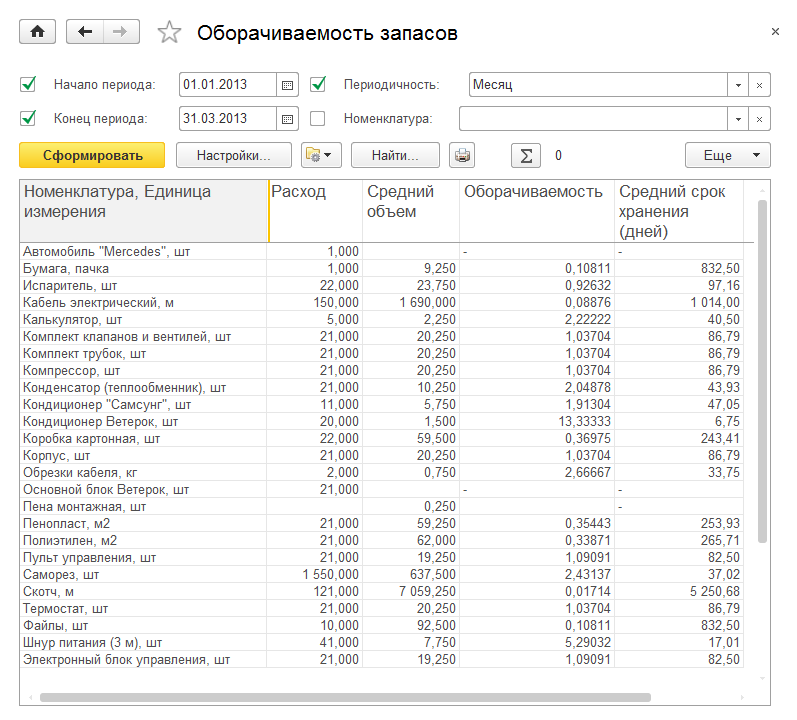 Оборачиваемость запасов
Начало периода: 01.01.2013 Периодичность: Месяц
Конец периода: 31.03.2013 Номенклатура:
Сформировать Настройки... Найти... Σ 0 Еще
Номенклатура, Единица измерения Расход Средний объем Оборачиваемость Средний срок хранения (дней)
Автомобиль "Mercedes", шт 1,000 - -
Бумага, пачка 1,000 9,250 0,10811 832,50
Испаритель, шт 22,000 23,750 0,92632 97,16
Кабель электрический, м 150,000 1 690,000 0,08876 1 014,00
Калькулятор, шт 5,000 2,250 2,22222 40,50
Комплект клапанов и вентилей, шт 21,000 20,250 1,03704 86,79
Комплект трубок, шт 21,000 20,250 1,03704 86,79
Компрессор, шт 21,000 20,250 1,03704 86,79
Конденсатор (теплообменник), шт 21,000 10,250 2,04878 43,93
Кондиционер "Самсунг", шт 11,000 5,750 1,91304 47,05
Кондиционер Ветерок, шт 20,000 1,500 13,33333 6,75
Коробка картонная, шт 22,000 59,500 0,36975 243,41
Корпус, шт 21,000 20,250 1,03704 86,79
Обрезки кабеля, кг 2,000 0,750 2,66667 33,75
Основной блок Ветерок, шт 21,000 - -
Пена монтажная, шт 0,250 -
Пенопласт, м2 21,000 59,250 0,35443 253,93
Полиэтилен, м2 21,000 62,000 0,33871 265,71
Пульт управления, шт 21,000 19,250 1,09091 82,50
Саморез, шт 1 550,000 637,500 2,43137 37,02
Скотч, м 121,000 7 059,250 0,01714 5 250,68
Термостат, шт 21,000 20,250 1,03704 86,79
Файлы, шт 10,000 92,500 0,10811 832,50
Шнур питания (3 м), шт 41,000 7,750 5,29032 17,01
Электронный блок управления, шт 21,000 19,250 1,09091 82,50